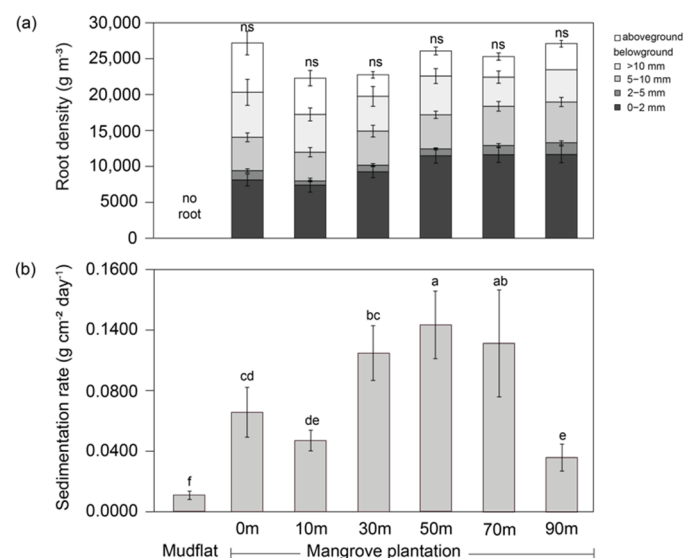 (a)
Root density (g m⁻³)
30,000
25,000
20,000
15,000
10,000
5000
0
no
root
ns
ns
ns
ns
ns
ns
aboveground
belowground
>10 mm
5−10 mm
2−5 mm
0−2 mm
(b)
Sedimentation rate (g cm⁻² day⁻¹)
0.1600
0.1400
0.0800
0.0400
0.0000
f
cd
de
bc
a
ab
e
0m 10m 30m 50m 70m 90m
Mudflat Mangrove plantation